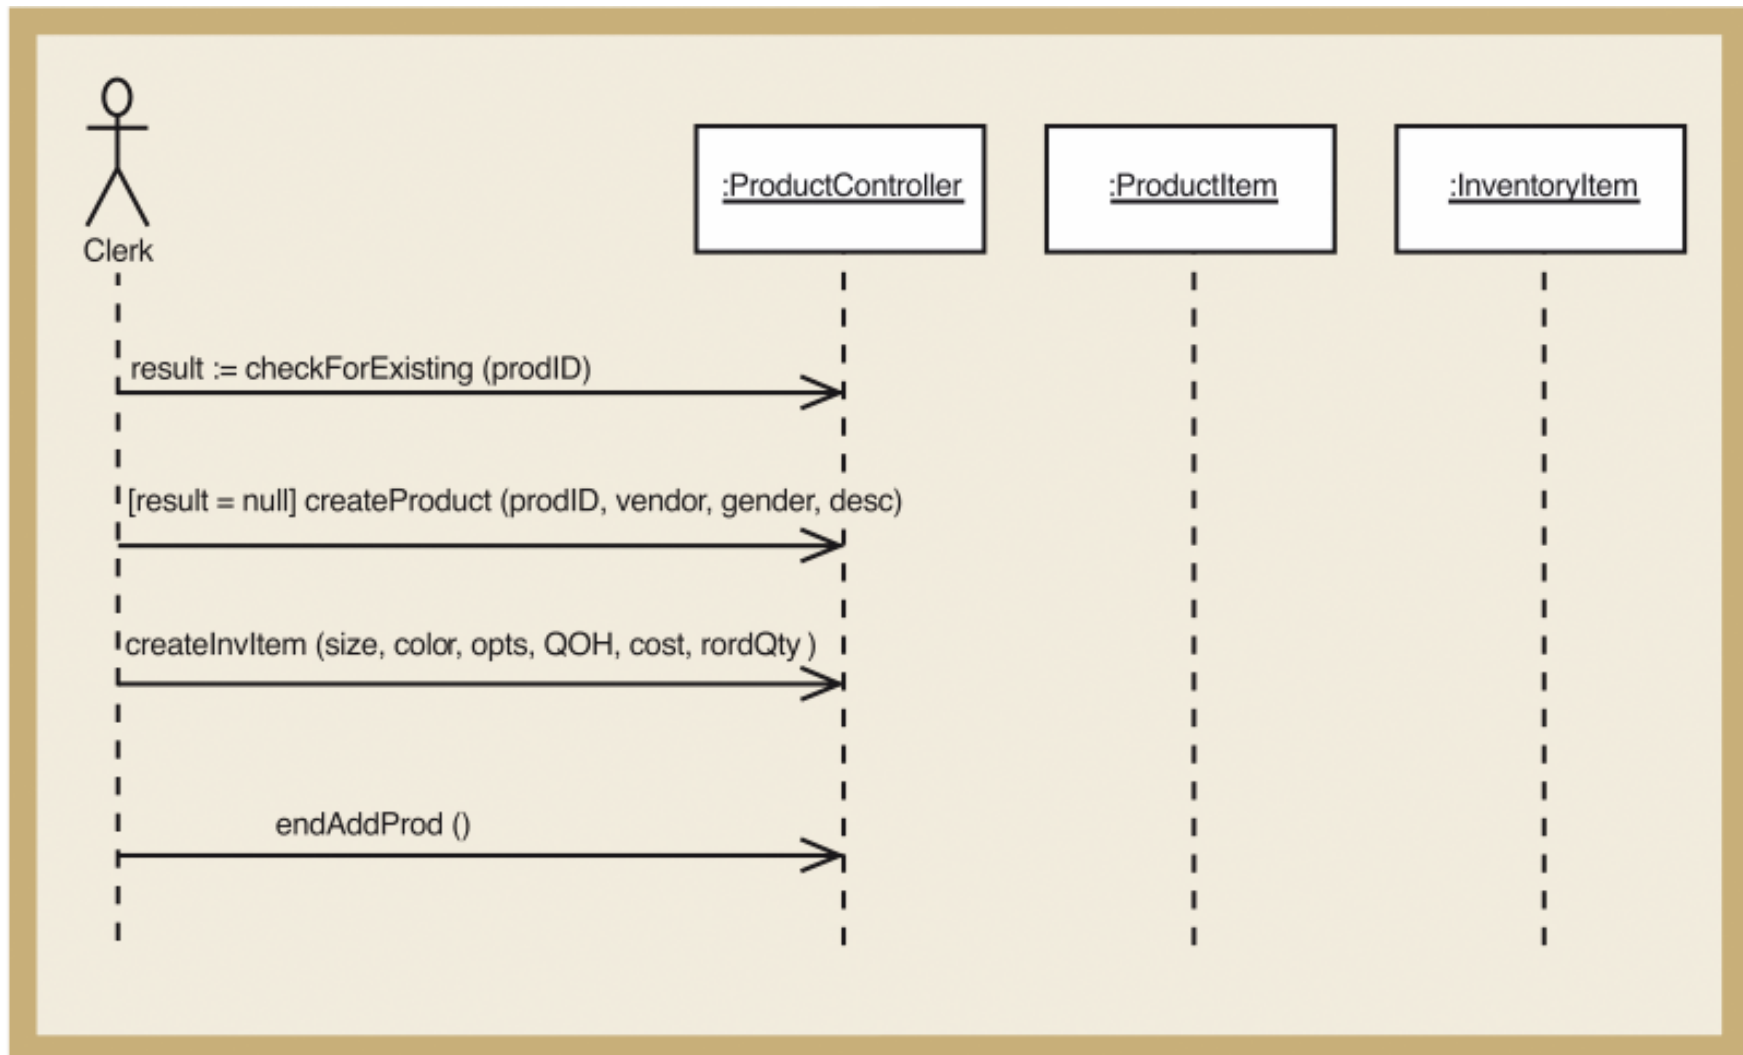 :ProductController
:ProductItem
:InventoryItem
Clerk
result := checkForExisting (prodID)
[result = null] createProduct (prodID, vendor, gender, desc)
createInvItem (size, color, opts, QOH, cost, rordQty )
endAddProd ()